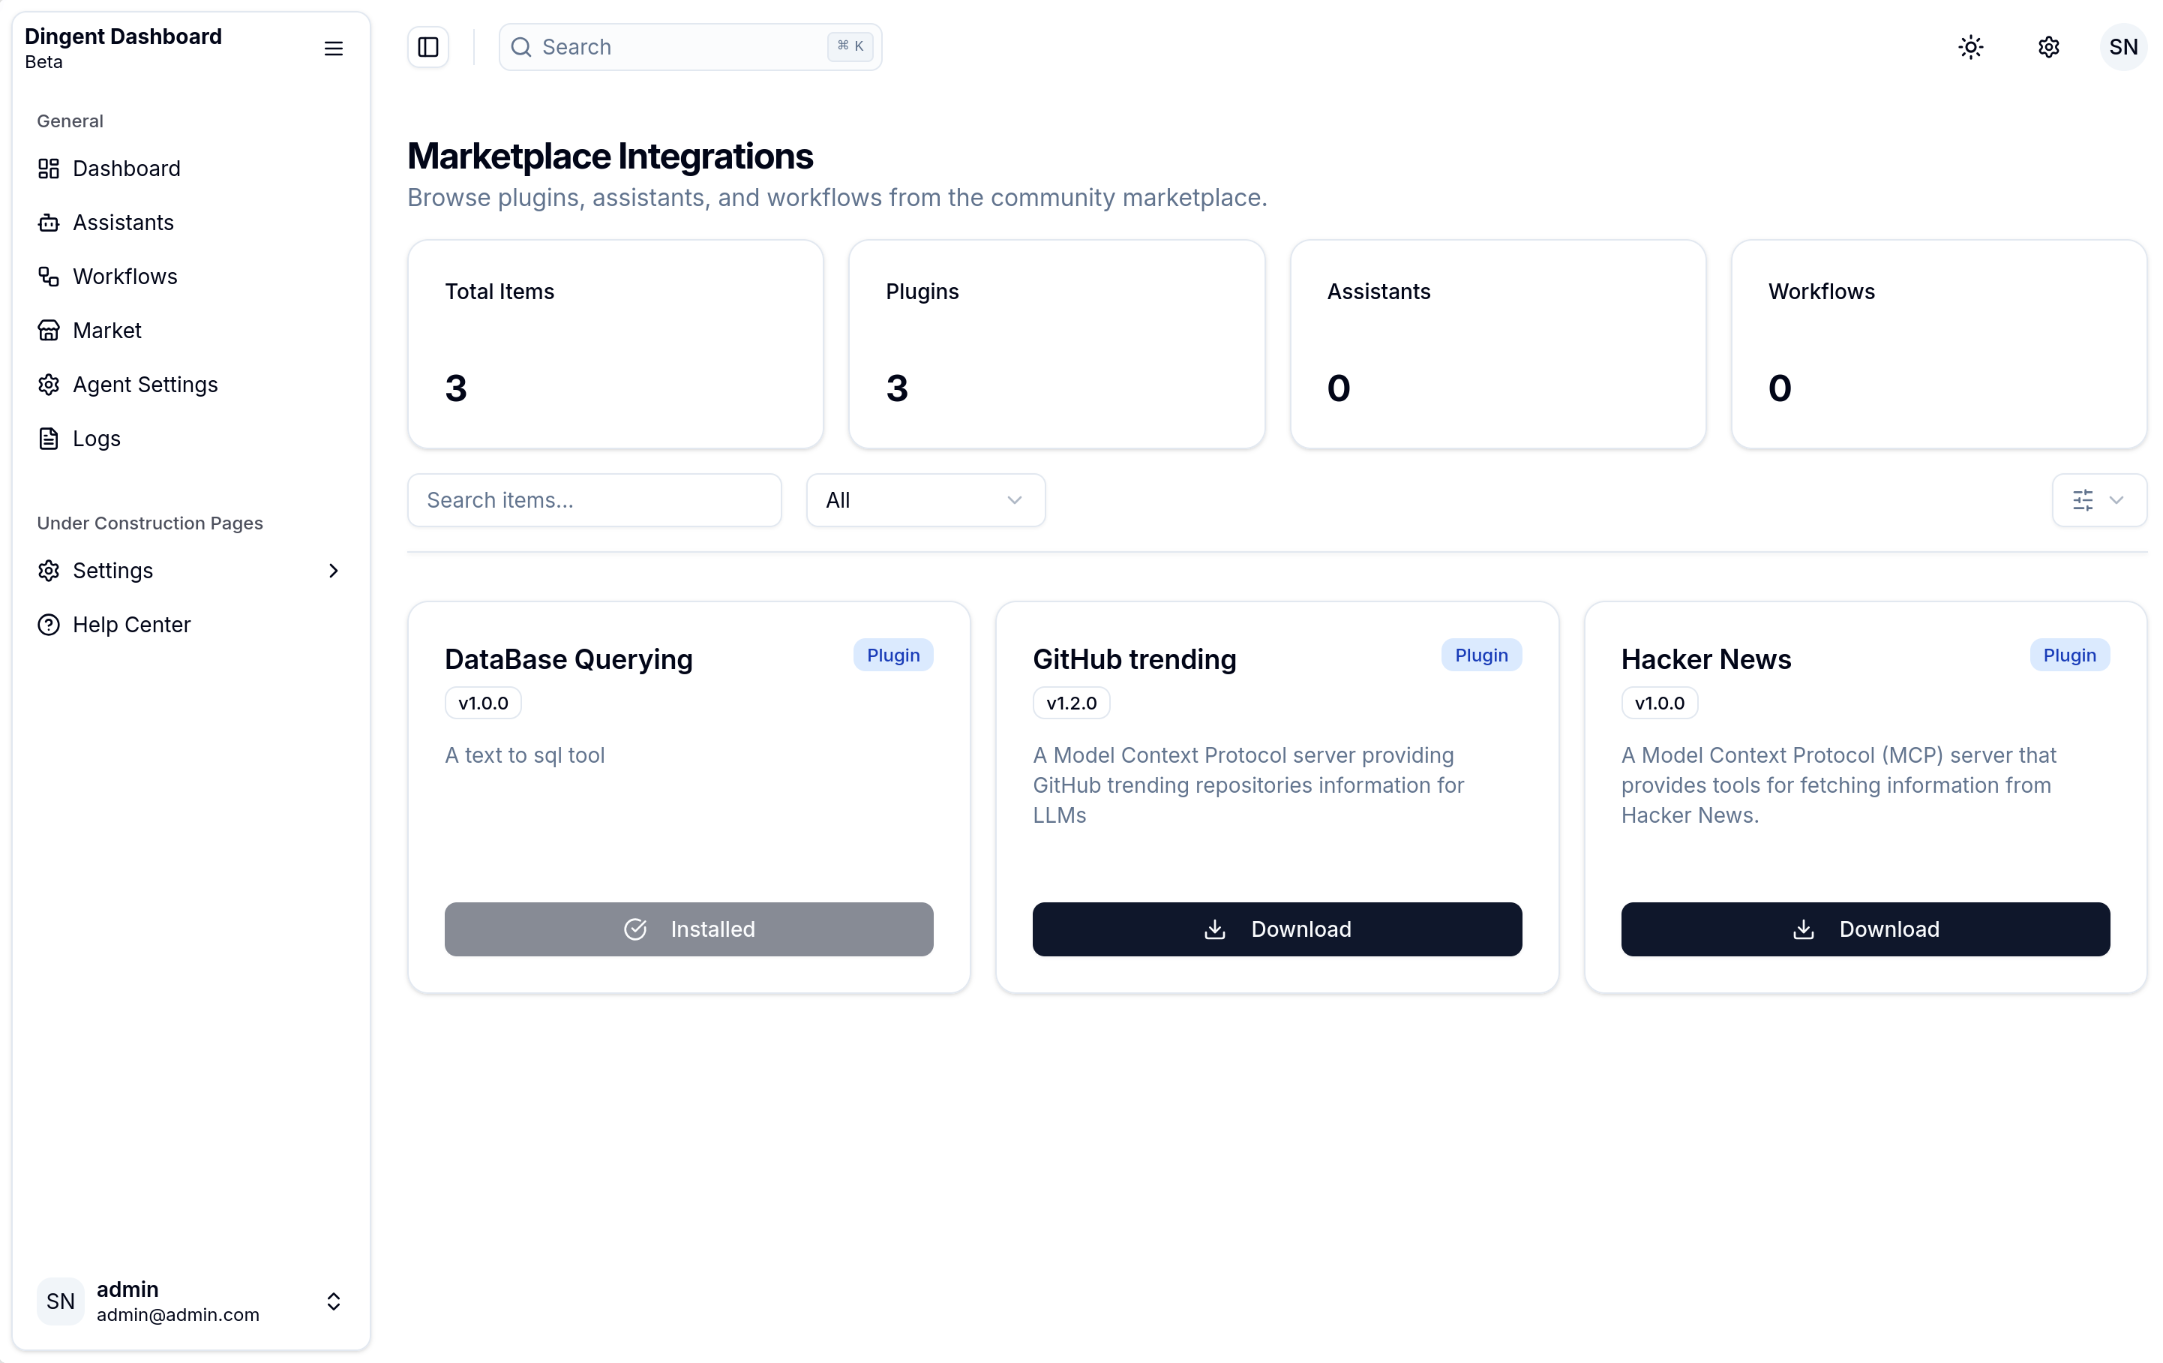 Dingent Dashboard
Beta
General
Dashboard
Assistants
Workflows
Market
Agent Settings
Logs
Under Construction Pages
Settings
Help Center
SN
admin
admin@admin.com
Search
⌘ K
SN
Marketplace Integrations
Browse plugins, assistants, and workflows from the community marketplace.
Total Items
3
Plugins
3
Assistants
0
Workflows
0
Search items...
All
DataBase Querying
Plugin
v1.0.0
A text to sql tool
Installed
GitHub trending
Plugin
v1.2.0
A Model Context Protocol server providing
GitHub trending repositories information for
LLMs
Download
Hacker News
Plugin
v1.0.0
A Model Context Protocol (MCP) server that
provides tools for fetching information from
Hacker News.
Download